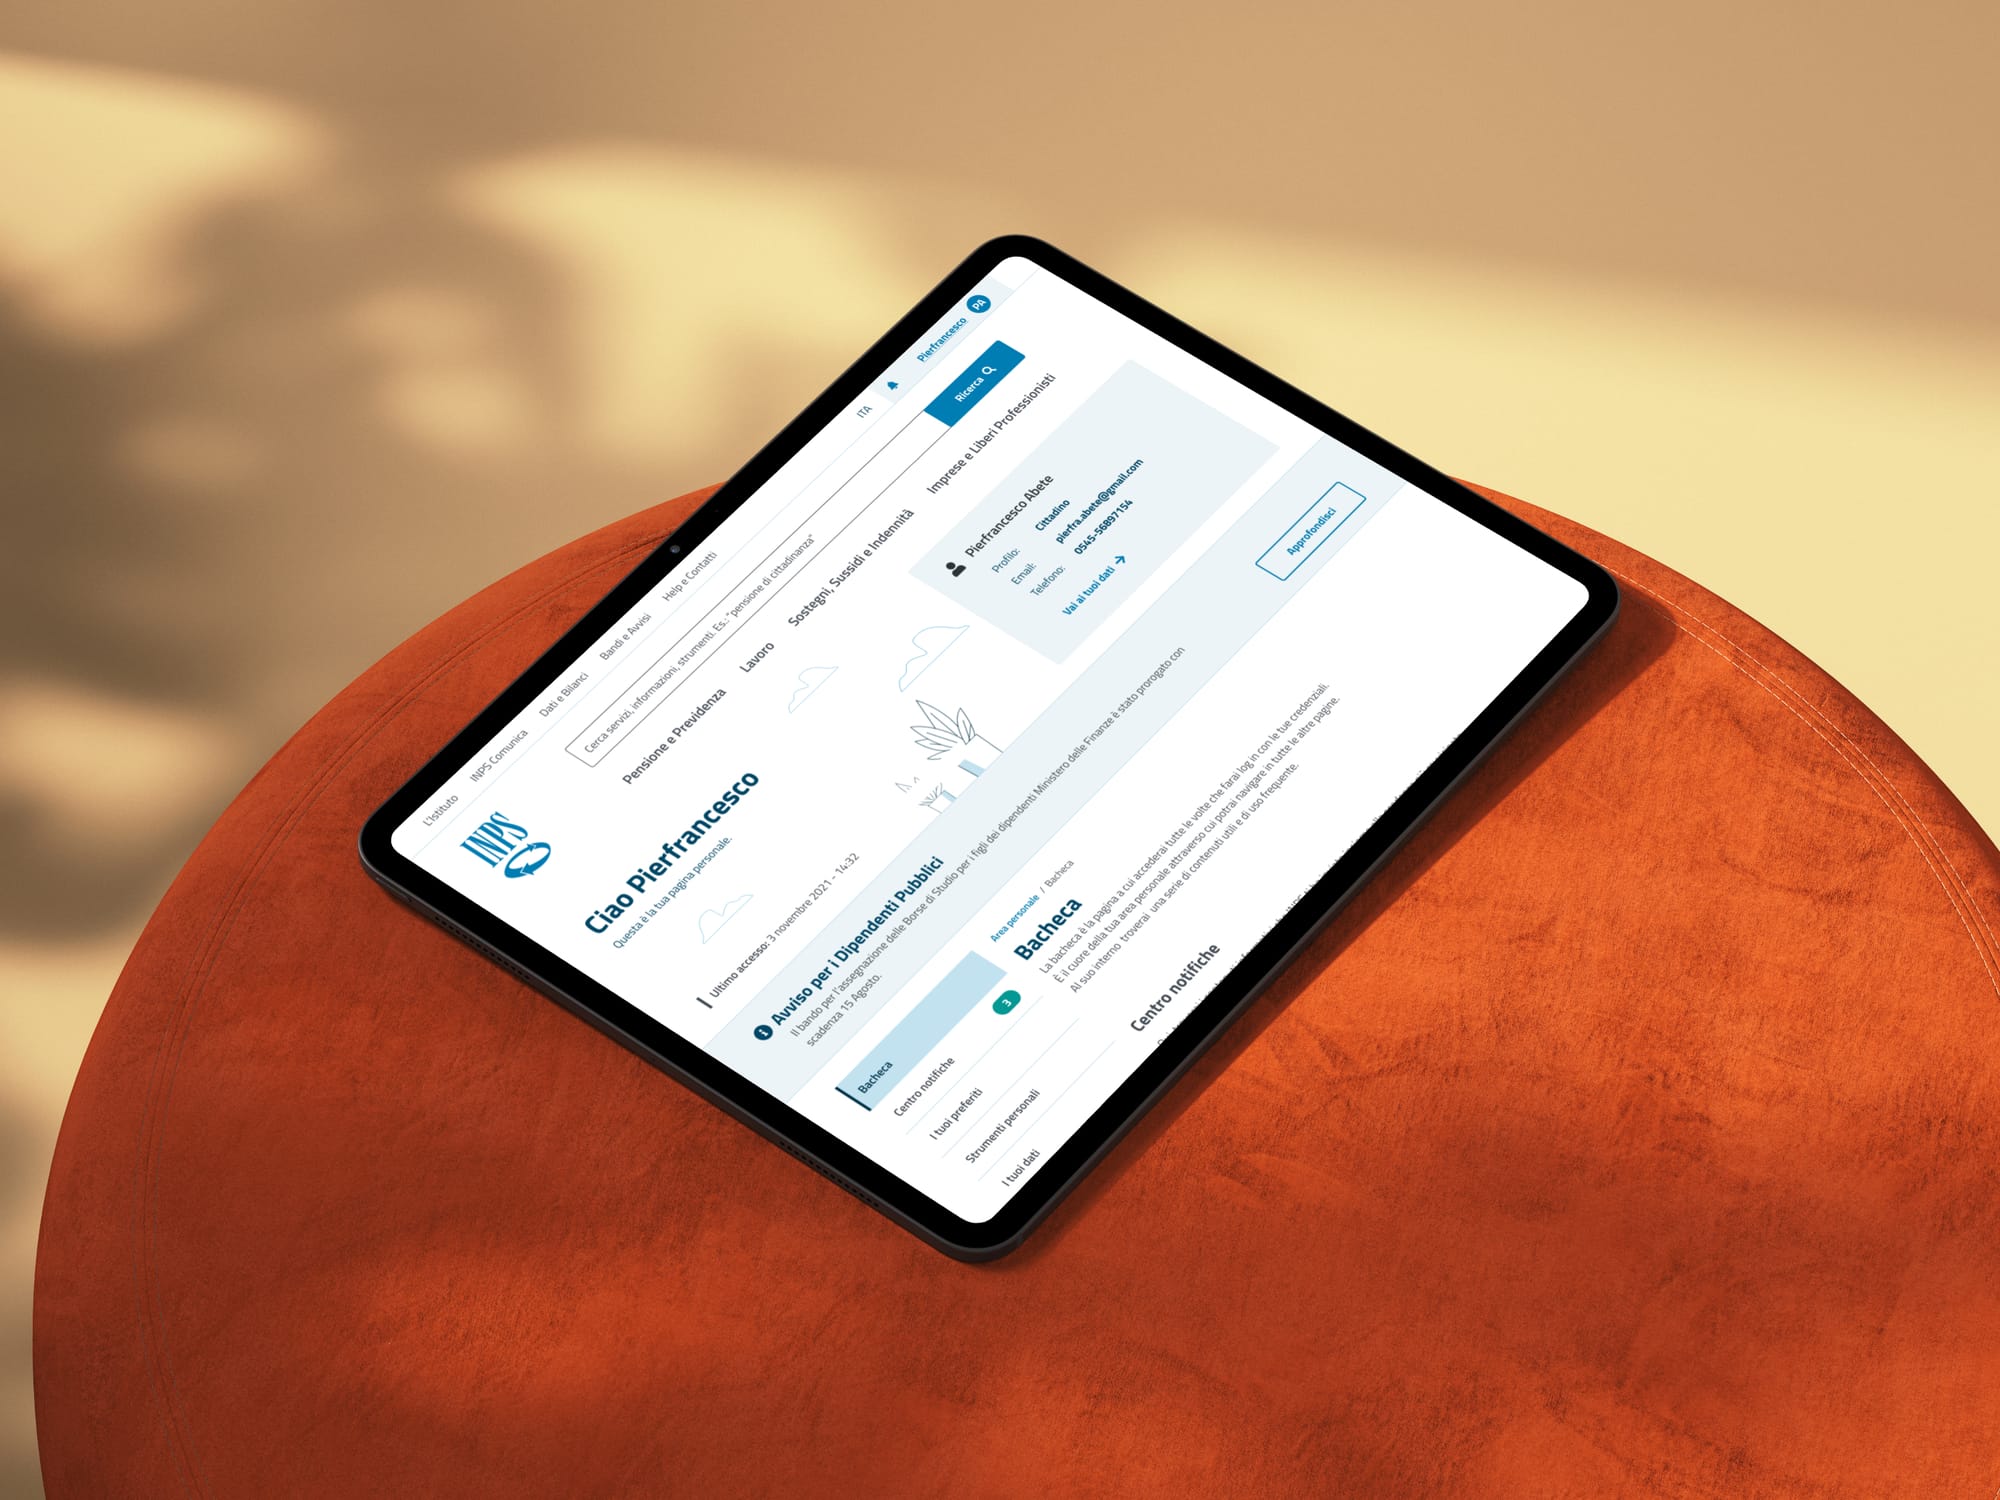 L'Istituto
INPS Comunica
Dati e Bilanci
Bandi e Avvisi
Help e Contatti
ITA
Pierfrancesco
PA
INPS
Cerca servizi, informazioni, strumenti. Es.: "pensione di cittadinanza"
Ricerca
Pensione e Previdenza
Lavoro
Sostegni, Sussidi e Indennità
Imprese e Liberi Professionisti
Ciao Pierfrancesco
Questa è la tua pagina personale.
Ultimo accesso: 3 novembre 2021 - 14:32
Pierfrancesco Abete
Profilo: Cittadino
Email: pierfra.abete@gmail.com
Telefono: 0545-56897154
Vai ai tuoi dati
Avviso per i Dipendenti Pubblici
Il bando per l'assegnazione delle Borse di Studio per i figli dei dipendenti Ministero delle Finanze è stato prorogato con
scadenza 15 Agosto.
Approfondisci
Bacheca
Centro notifiche 3
I tuoi preferiti
Strumenti personali
I tuoi dati
Area personale / Bacheca
Bacheca
La bacheca è la pagina a cui accederai tutte le volte che farai log in con le tue credenziali.
È il cuore della tua area personale attraverso cui potrai navigare in tutte le altre pagine.
Al suo interno troverai una serie di contenuti utili e di uso frequente.
Centro notifiche